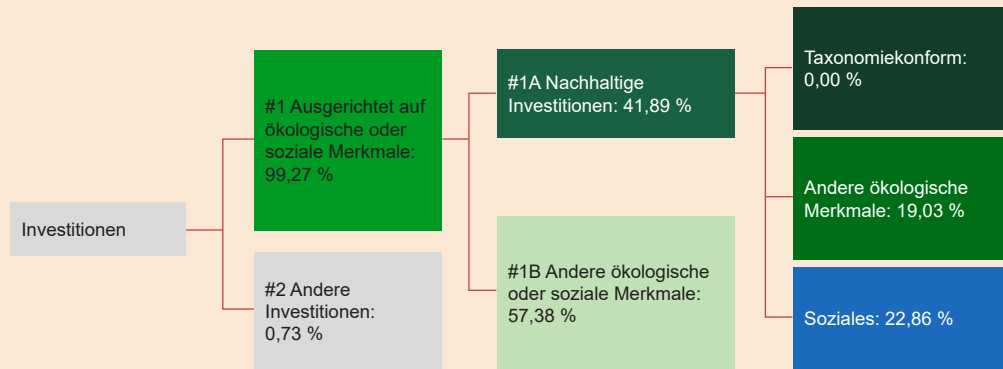 Investitionen
#1 Ausgerichtet auf
ökologische oder
soziale Merkmale:
99,27 %
#2 Andere
Investitionen:
0,73 %
#1A Nachhaltige
Investitionen: 41,89 %
#1B Andere ökologische
oder soziale Merkmale:
57,38 %
Taxonomiekonform:
0,00 %
Andere ökologische
Merkmale: 19,03 %
Soziales: 22,86 %